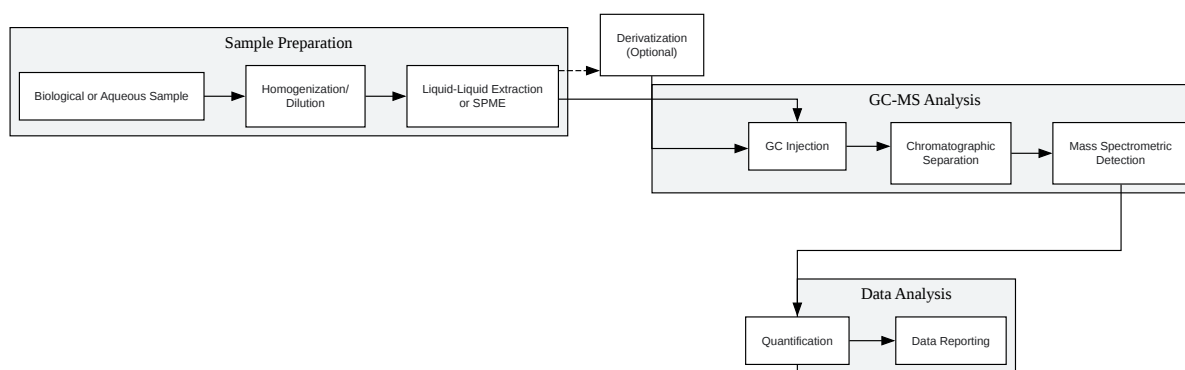 Sample Preparation
Biological or Aqueous Sample
Homogenization/
Dilution
Liquid-Liquid Extraction
or SPME
Derivatization
(Optional)
GC-MS Analysis
GC Injection
Chromatographic
Separation
Mass Spectrometric
Detection
Data Analysis
Quantification
Data Reporting